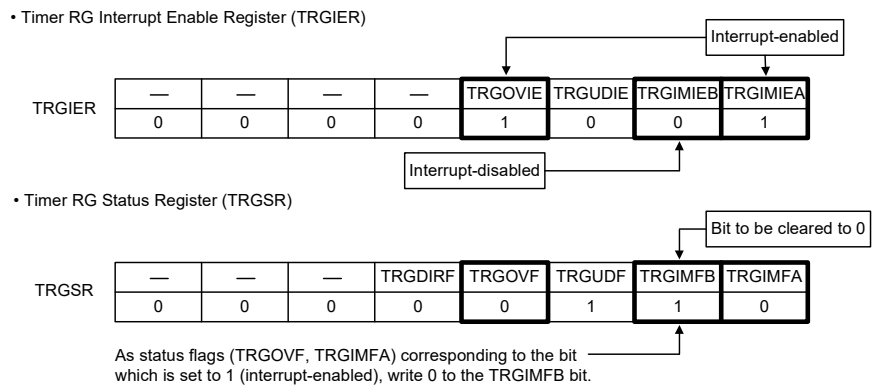 • Timer RG Interrupt Enable Register (TRGIER)
Interrupt-enabled
— — — — TRGOVIE TRGUDIE TRGIMIEB TRGIMIEA
TRGIER
0 0 0 0 1 0 0 1
Interrupt-disabled
• Timer RG Status Register (TRGSR)
Bit to be cleared to 0
— — — TRGDIRF TRGOVF TRGUDF TRGIMFB TRGIMFA
TRGSR
0 0 0 0 0 1 1 0
As status flags (TRGOVF, TRGIMFA) corresponding to the bit
which is set to 1 (interrupt-enabled), write 0 to the TRGIMFB bit.